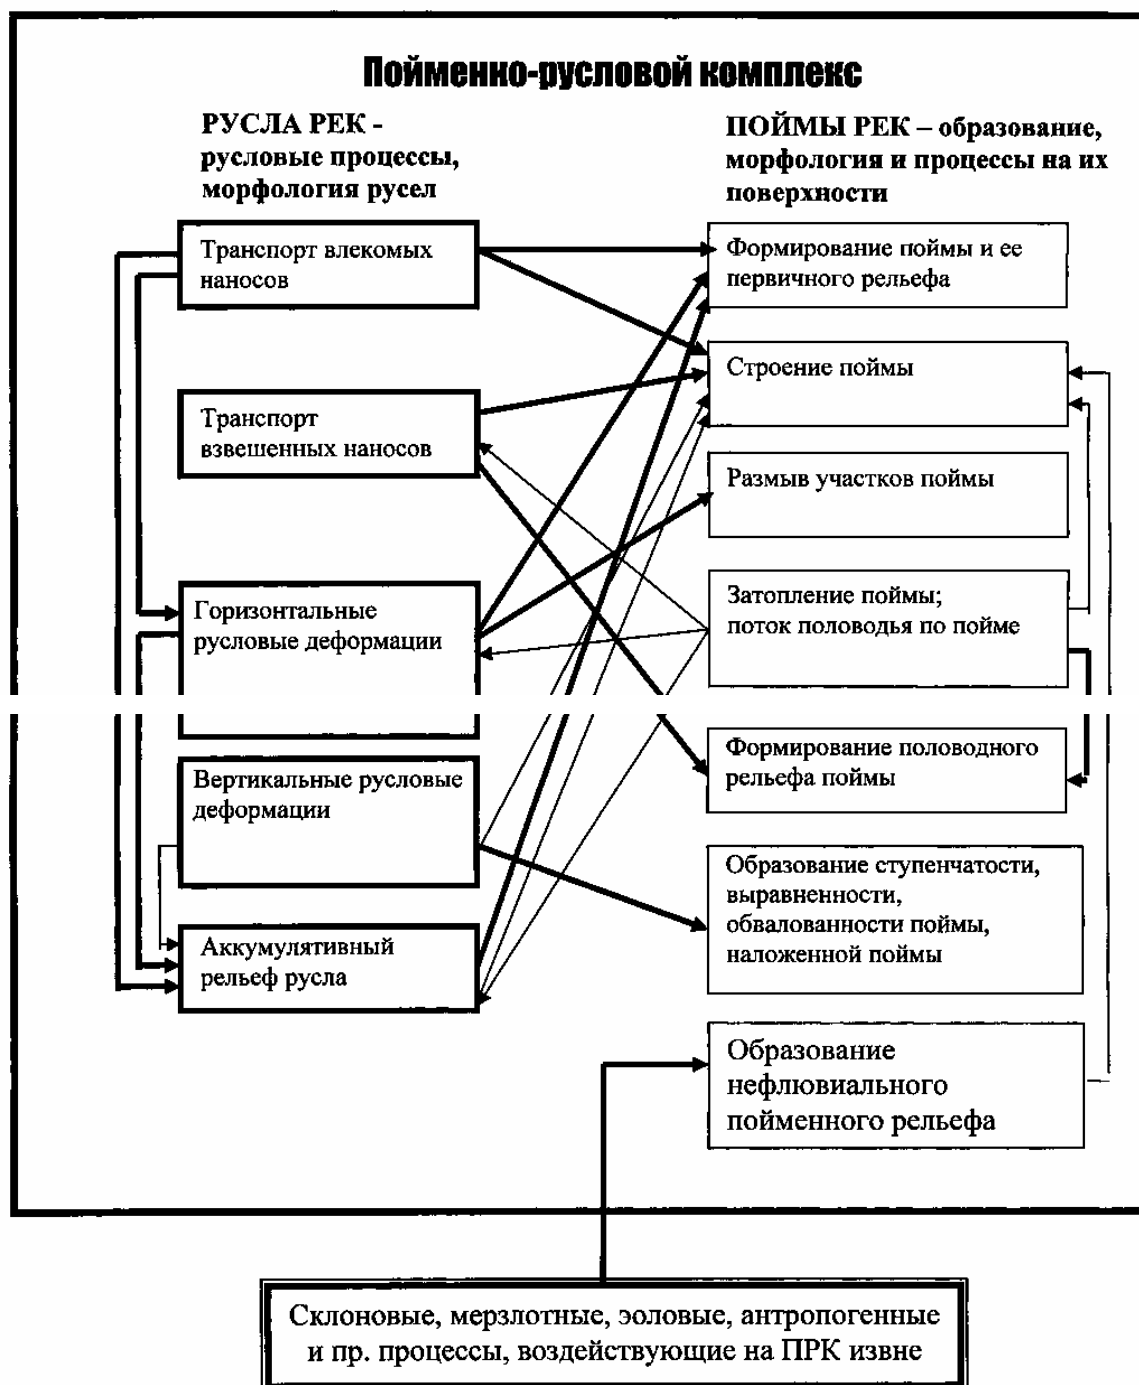 Пойменно-русловой комплекс
РУСЛА РЕК -
русловые процессы,
морфология русел
ПОЙМЫ РЕК – образование,
морфология и процессы на их
поверхности
Транспорт влекомых
наносов
Формирование поймы и ее
первичного рельефа
Строение поймы
Транспорт
взвешенных наносов
Размыв участков поймы
Горизонтальные
русловые деформации
Затопление поймы;
поток половодья по пойме
Формирование половодного
рельефа поймы
Вертикальные русловые
деформации
Образование ступенчатости,
выравненности,
обвалованности поймы,
наложенной поймы
Аккумулятивный
рельеф русла
Образование
нефлювиального
пойменного рельефа
Склоновые, мерзлотные, эоловые, антропогенные
и пр. процессы, воздействующие на ПРК извне